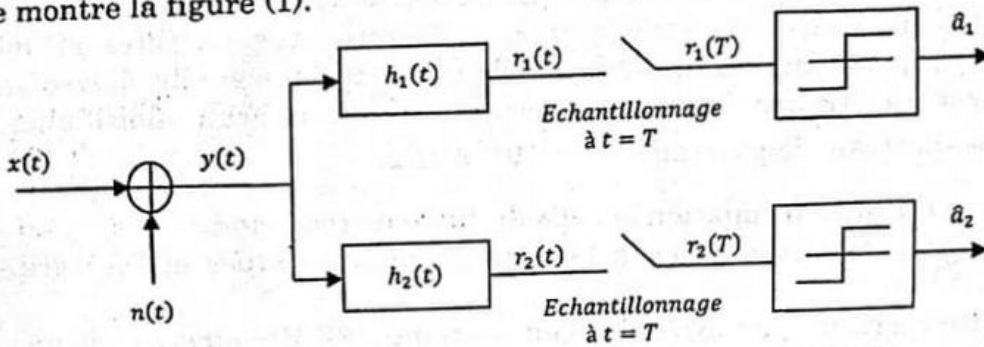 e montre la figure (1).
h₁(t)
r₁(t)
r₁(T)
â₁
Echantillonnage
à t = T
x(t)
y(t)
n(t)
h₂(t)
r₂(t)
r₂(T)
â₂
Echantillonnage
à t = T